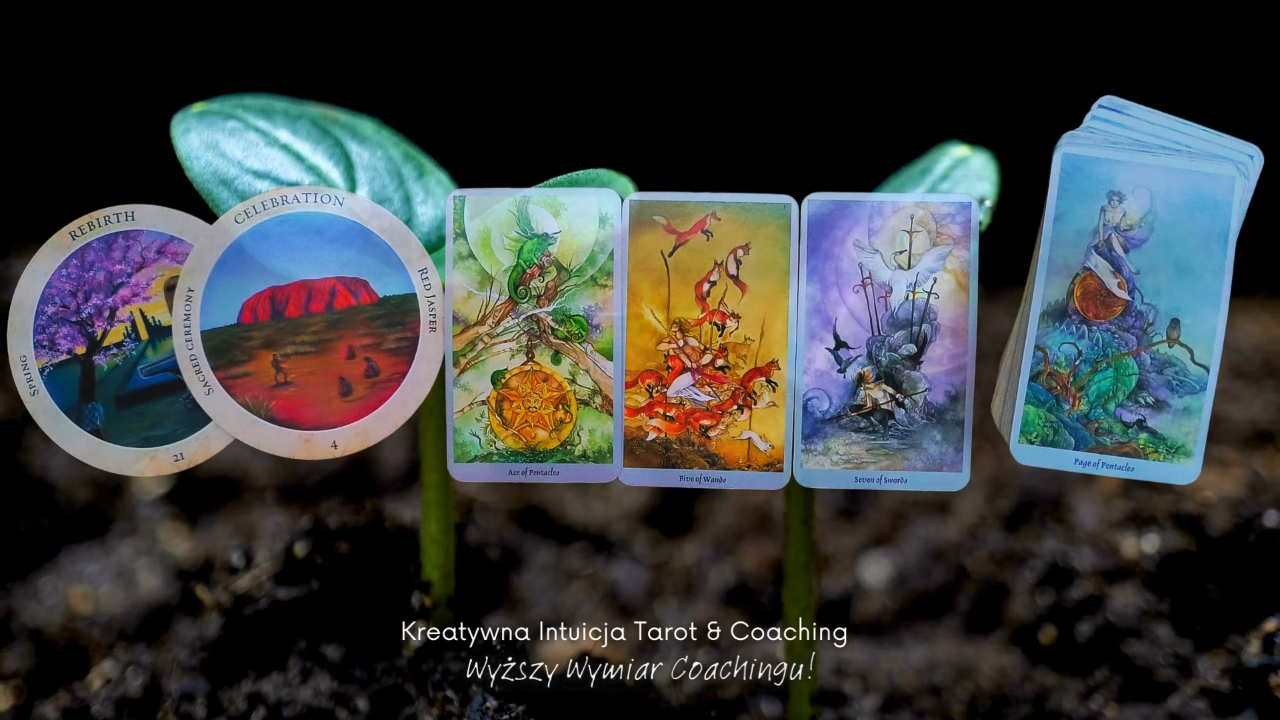 REBIRTH
SPRING
21
CELEBRATION
SACRED CEREMONY
RED JASPER
4
Ace of Pentacles
Five of Wands
Seven of Swords
Page of Pentacles
Kreatywna Intuicja Tarot & Coaching
Wyższy Wymiar Coachingu!